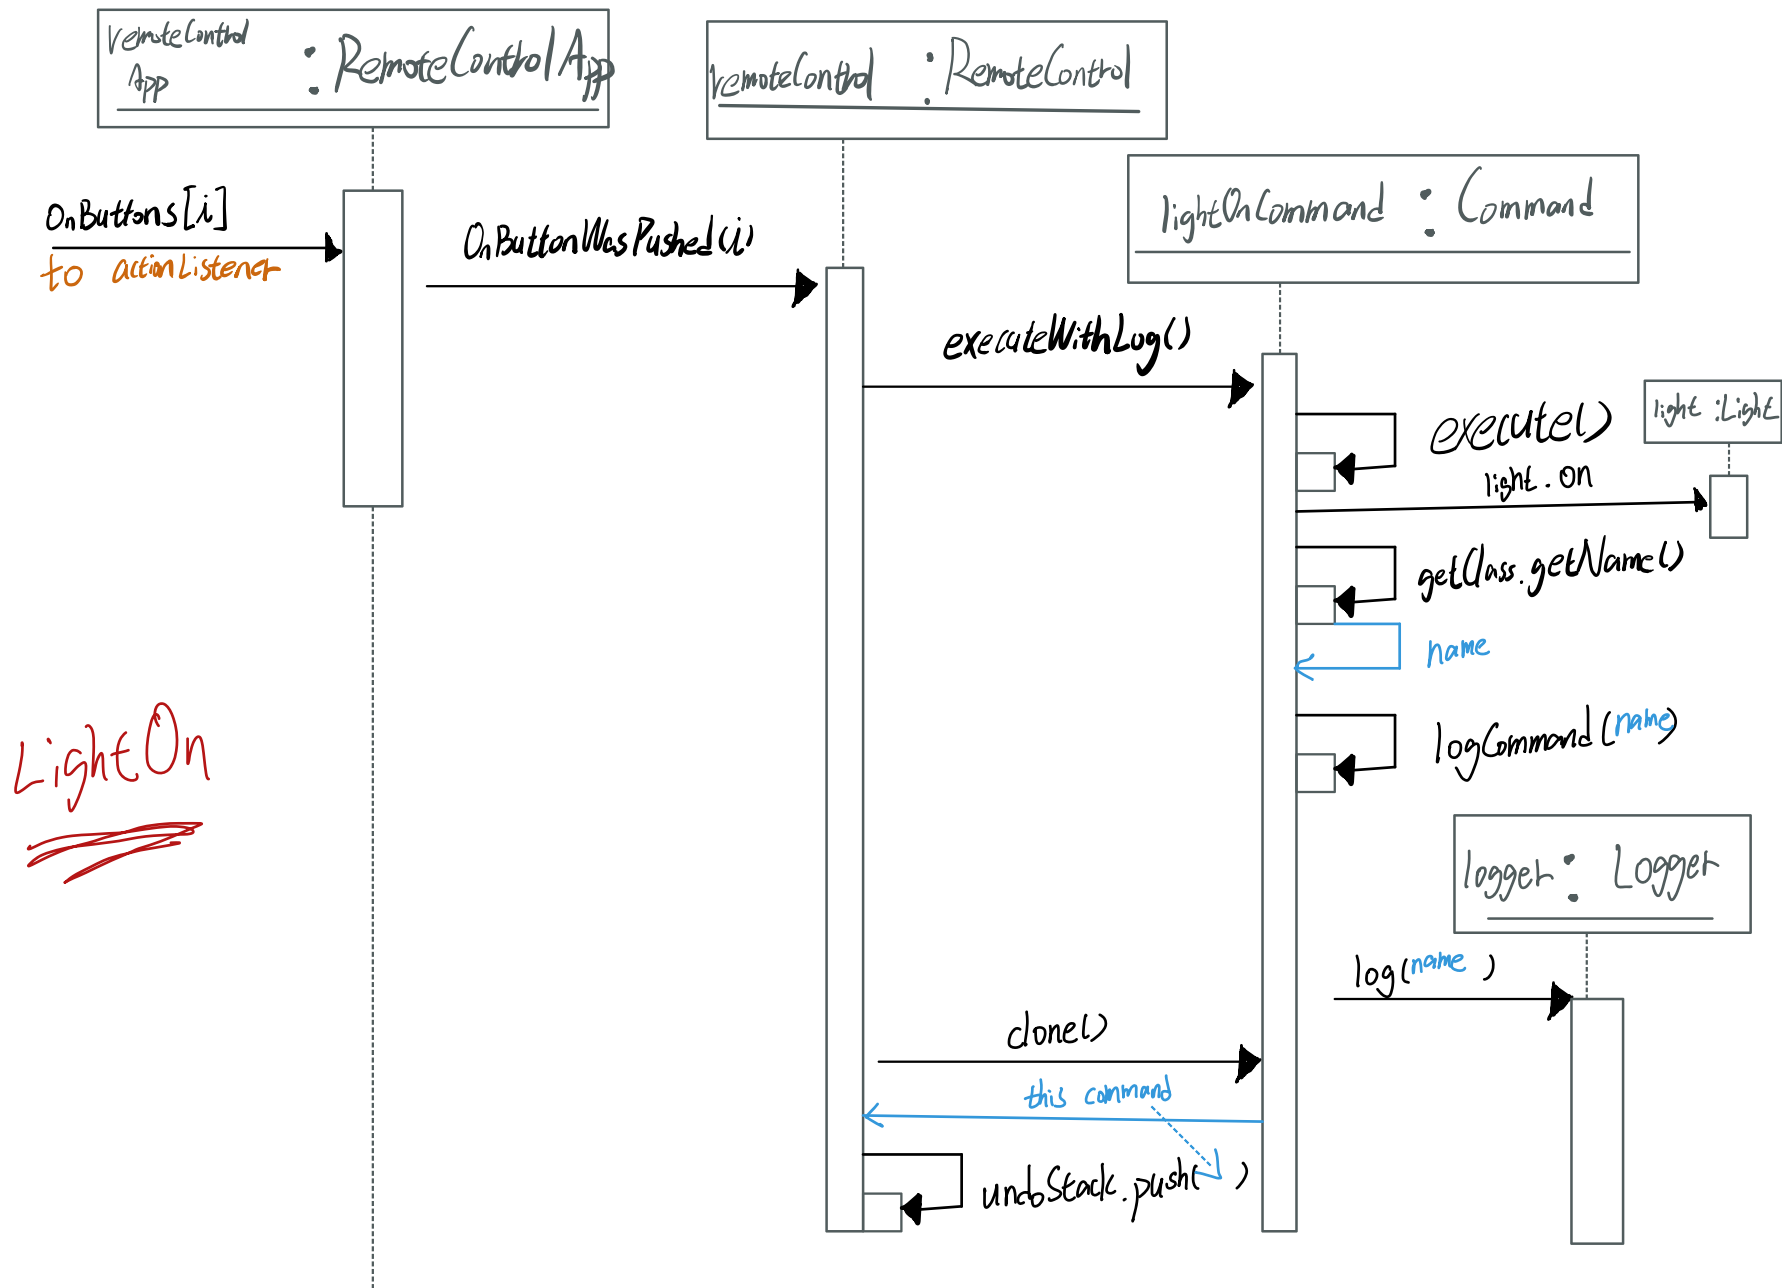 remoteControl
App
: RemoteControlApp
remoteControl : RemoteControl
lightOnCommand : Command
OnButtons[i]
to actionListener
OnButtonWasPushed(i)
executeWithLog()
execute()
light :Light
light.on
getClass.getName()
name
LightOn
logCommand(name)
logger : Logger
log(name )
clone()
this command
undoStack.push( )